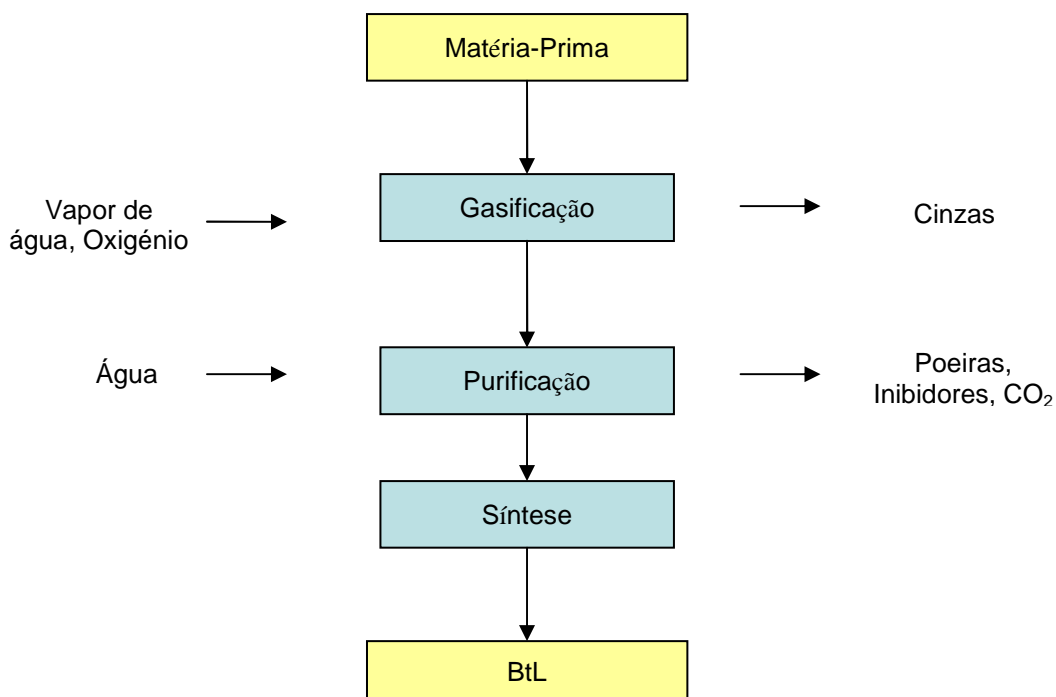 Matéria-Prima
Vapor de
água, Oxigénio
Gasificação
Cinzas
Água
Purificação
Poeiras,
Inibidores, CO₂
Síntese
BtL